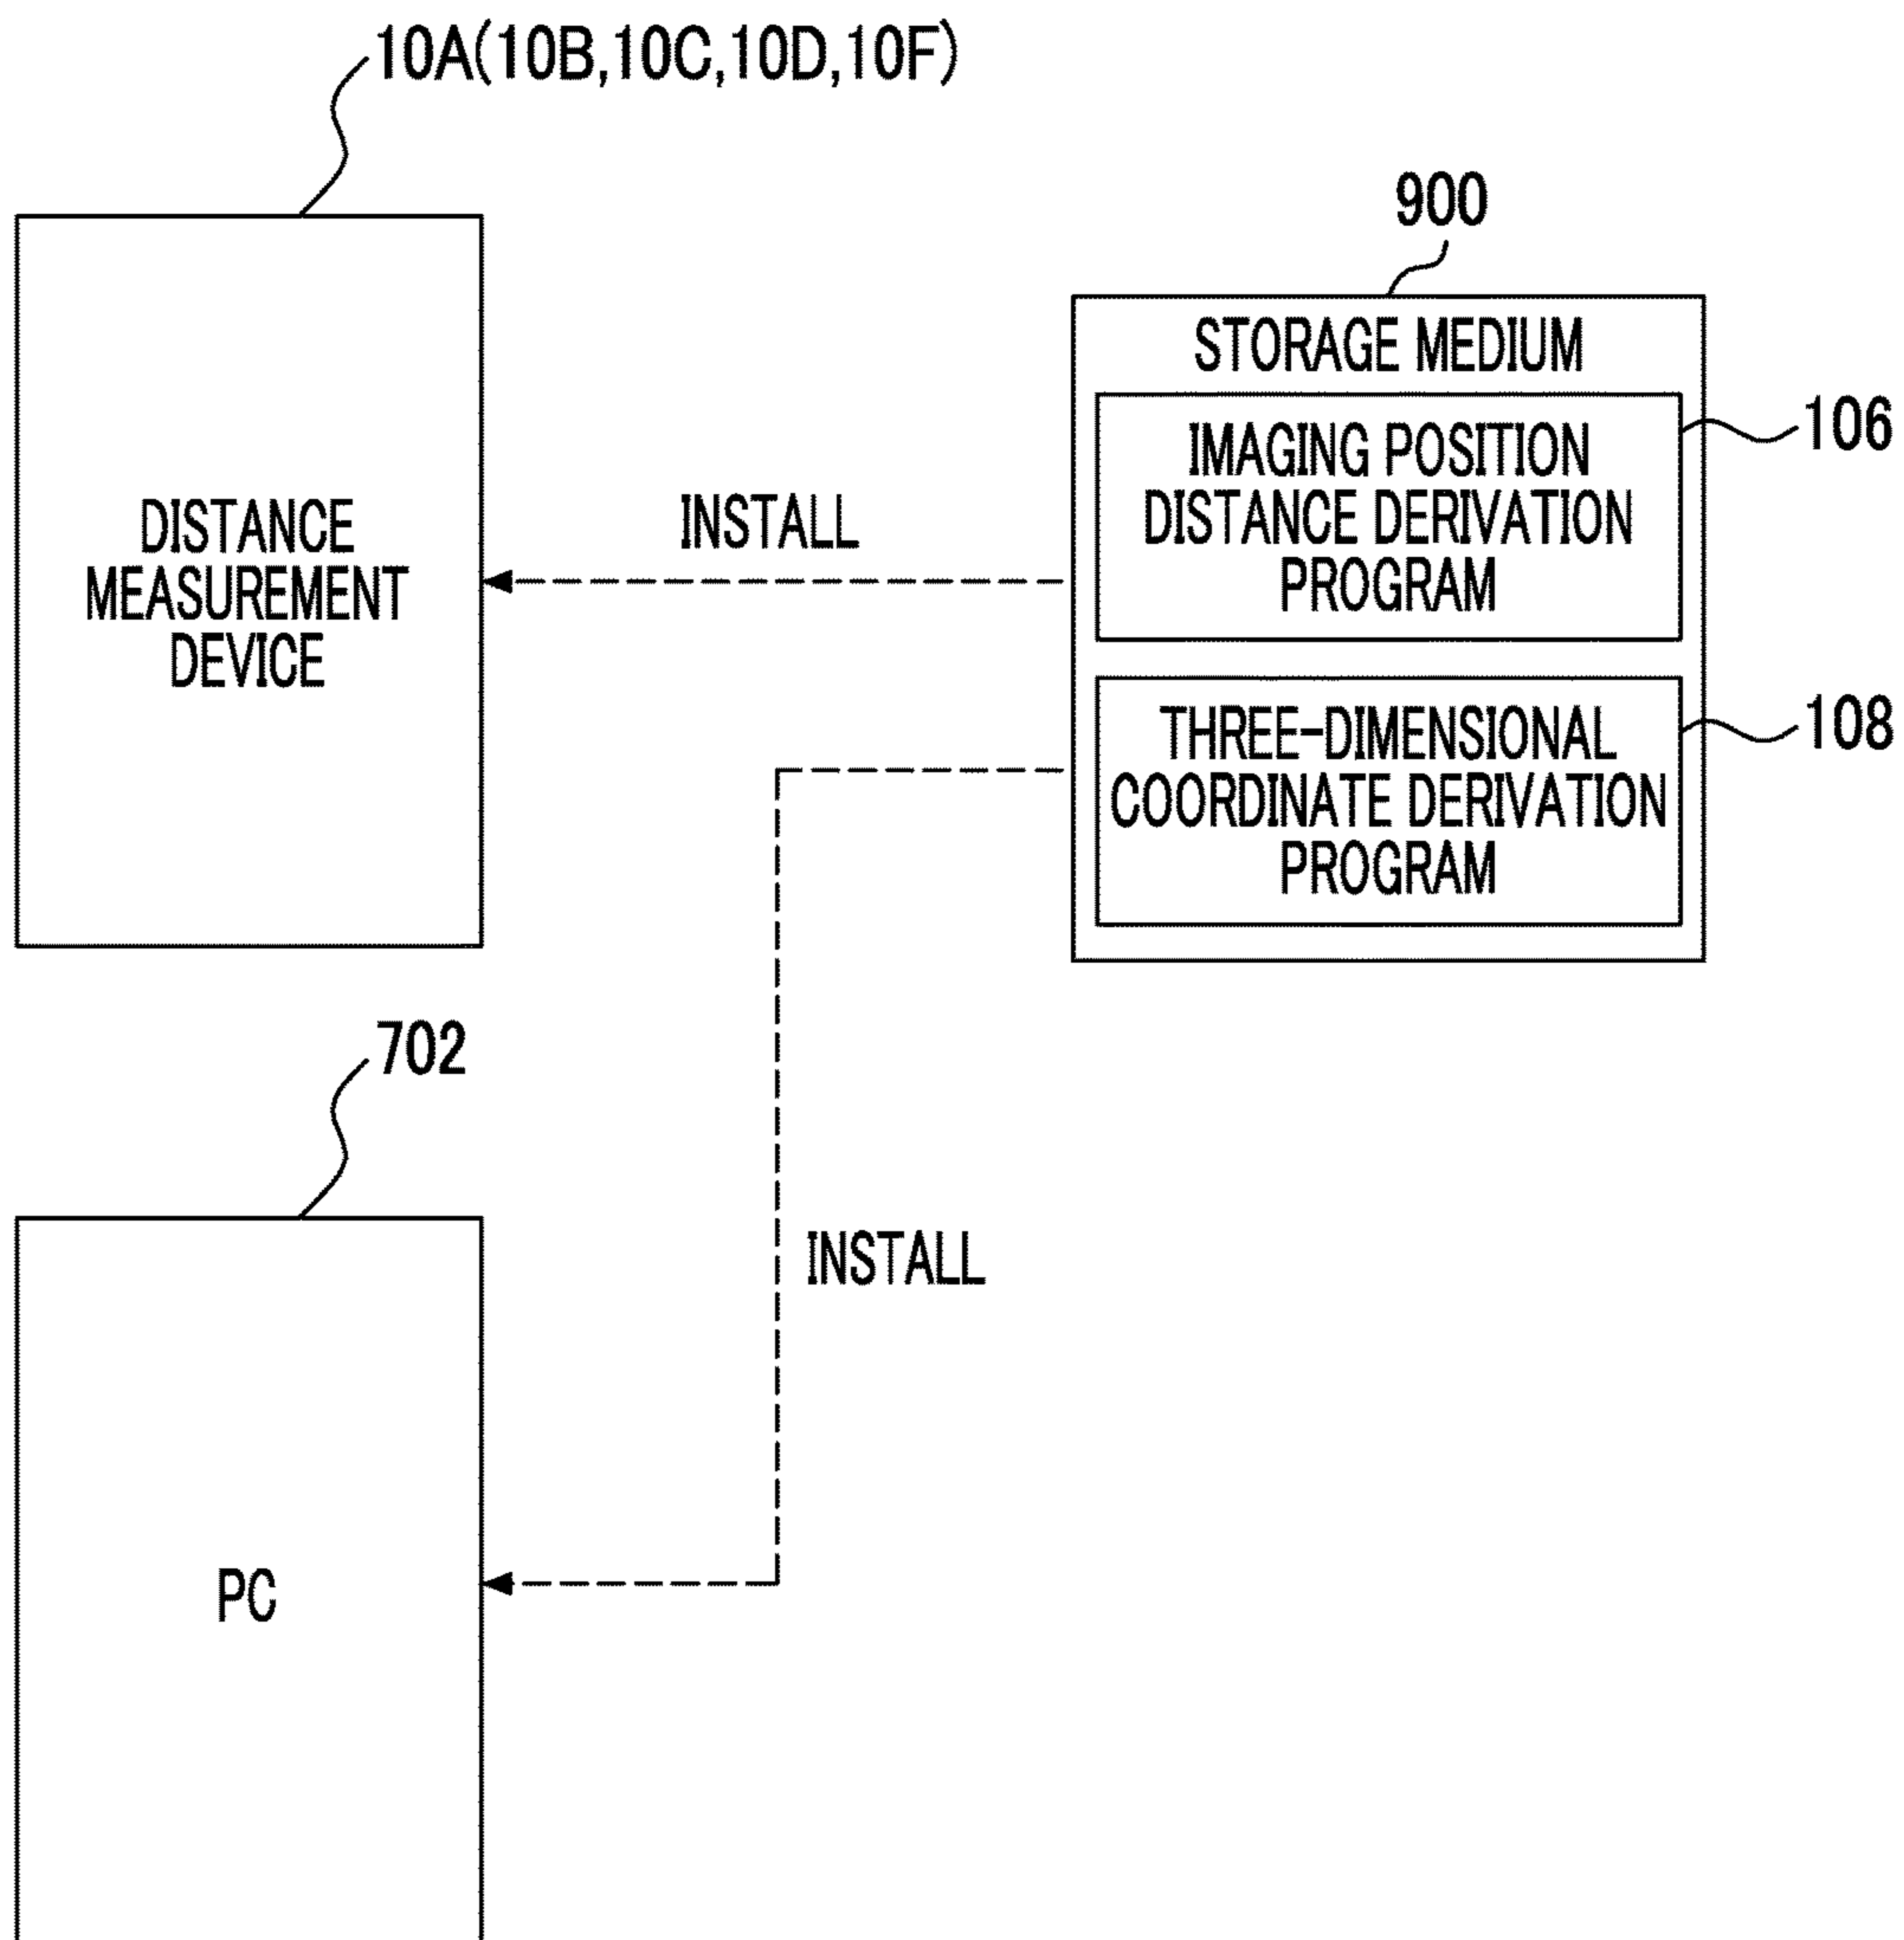 10A(10B,10C,10D,10F)
900
STORAGE MEDIUM
IMAGING POSITION
DISTANCE DERIVATION
PROGRAM
106
DISTANCE
MEASUREMENT
DEVICE
INSTALL
THREE-DIMENSIONAL
COORDINATE DERIVATION
PROGRAM
108
702
INSTALL
PC